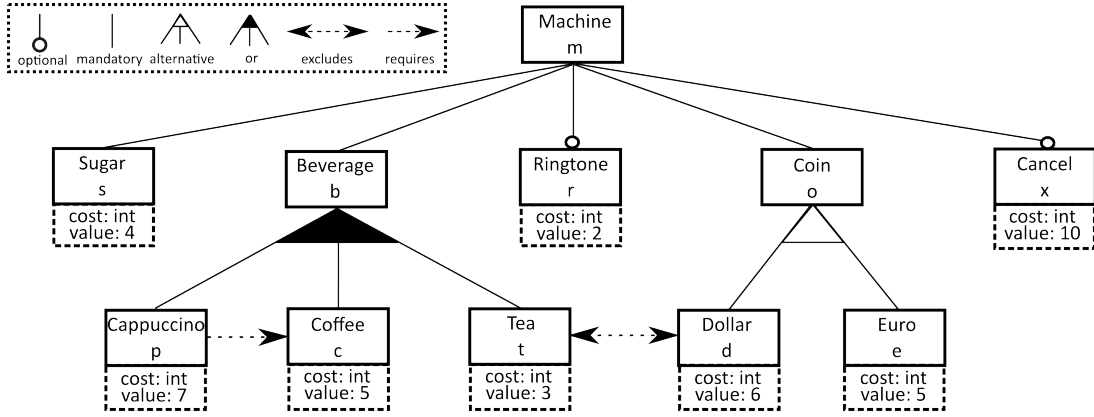 optional mandatory alternative or excludes requires
Machine
m
Sugar
s
cost: int
value: 4
Beverage
b
Ringtone
r
cost: int
value: 2
Coin
o
Cancel
x
cost: int
value: 10
Cappuccino
p
cost: int
value: 7
Coffee
c
cost: int
value: 5
Tea
t
cost: int
value: 3
Dollar
d
cost: int
value: 6
Euro
e
cost: int
value: 5